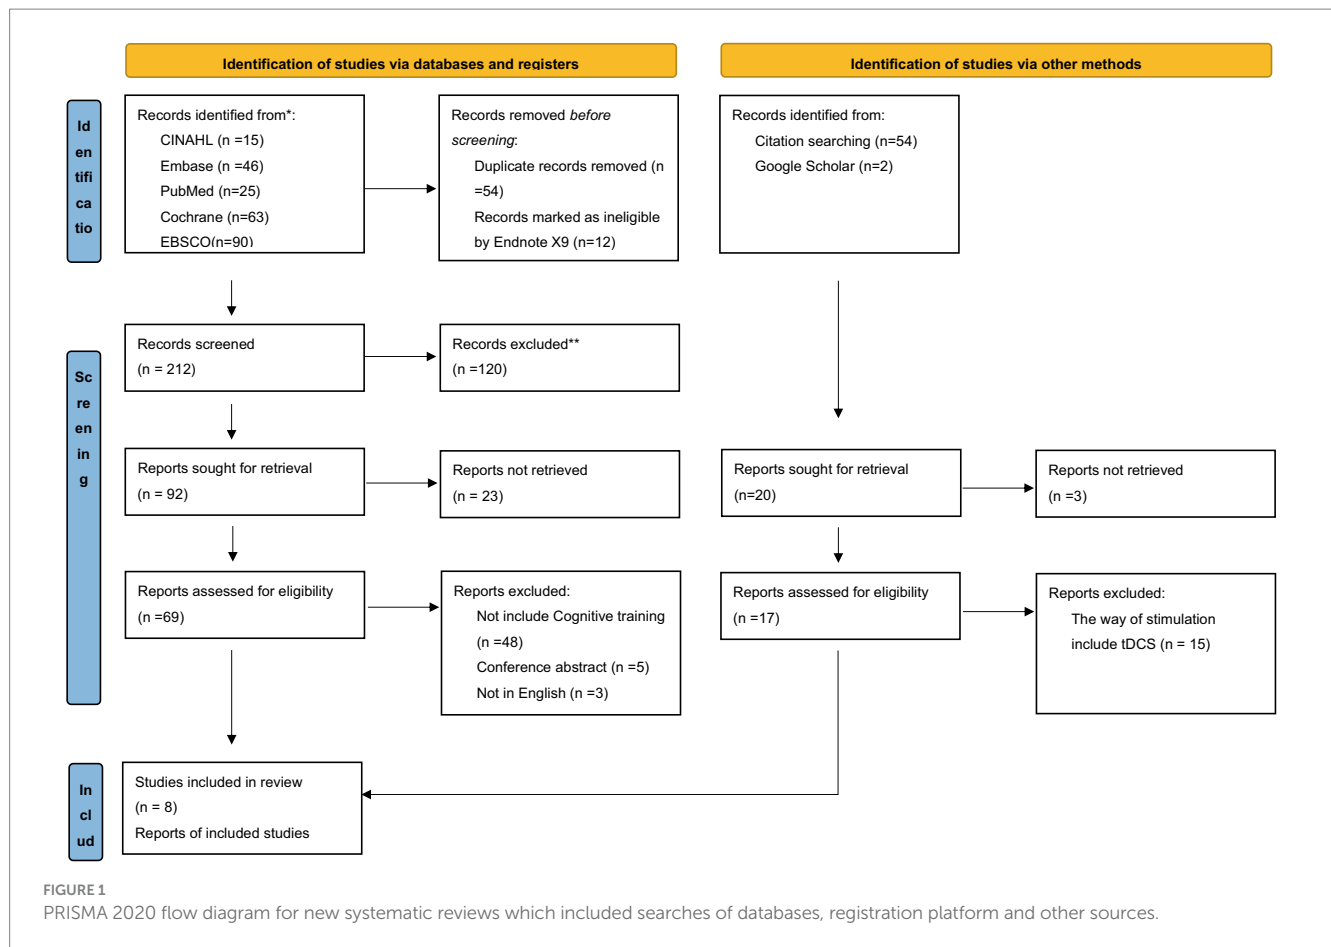 Identification of studies via databases and registers
Identification of studies via other methods
Id
en
tifi
ca
tio
Records identified from*:
CINAHL (n =15)
Embase (n =46)
PubMed (n=25)
Cochrane (n=63)
EBSCO(n=90)
Records removed before
screening:
Duplicate records removed (n
=54)
Records marked as ineligible
by Endnote X9 (n=12)
Records identified from:
Citation searching (n=54)
Google Scholar (n=2)
Sc
re
en
in
g
Records screened
(n = 212)
Records excluded**
(n =120)
Reports sought for retrieval
(n = 92)
Reports not retrieved
(n = 23)
Reports sought for retrieval
(n=20)
Reports not retrieved
(n =3)
Reports assessed for eligibility
(n =69)
Reports excluded:
Not include Cognitive training
(n =48)
Conference abstract (n =5)
Not in English (n =3)
Reports assessed for eligibility
(n =17)
Reports excluded:
The way of stimulation
include tDCS (n = 15)
In
cl
ud
Studies included in review
(n = 8)
Reports of included studies
FIGURE 1
PRISMA 2020 flow diagram for new systematic reviews which included searches of databases, registration platform and other sources.